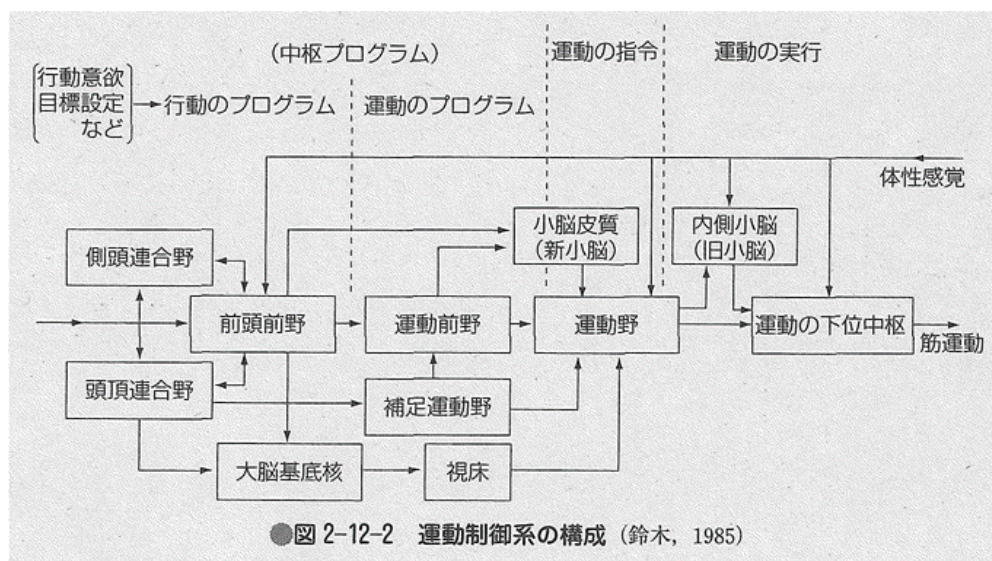 (中枢プログラム)
運動の指令
運動の実行
行動意欲
目標設定
など
行動のプログラム
運動のプログラム
体性感覚
小脳皮質
(新小脳)
内側小脳
(旧小脳)
側頭連合野
前頭前野
運動前野
運動野
運動の下位中枢
筋運動
頭頂連合野
補足運動野
大脳基底核
視床
●図 2-12-2 運動制御系の構成 (鈴木, 1985)